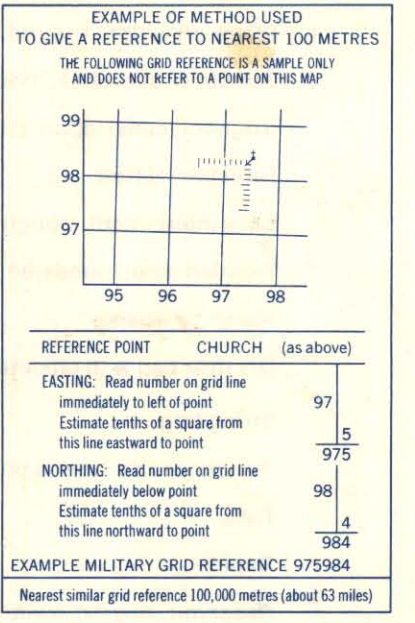 EXAMPLE OF METHOD USED
TO GIVE A REFERENCE TO NEAREST 100 METRES
THE FOLLOWING GRID REFERENCE IS A SAMPLE ONLY
AND DOES NOT REFER TO A POINT ON THIS MAP
99
98
97
95 96 97 98
REFERENCE POINT CHURCH (as above)
EASTING: Read number on grid line
immediately to left of point 97
Estimate tenths of a square from
this line eastward to point 5
975
NORTHING: Read number on grid line
immediately below point 98
Estimate tenths of a square from
this line northward to point 4
984
EXAMPLE MILITARY GRID REFERENCE 975984
Nearest similar grid reference 100,000 metres (about 63 miles)